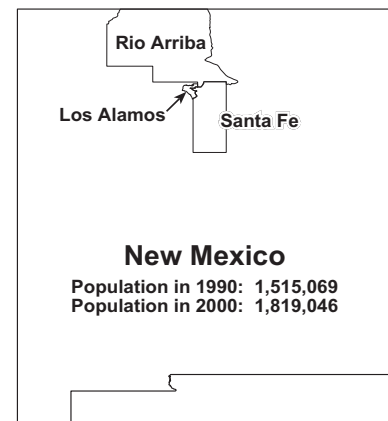 Rio Arriba
Los Alamos
Santa Fe
New Mexico
Population in 1990: 1,515,069
Population in 2000: 1,819,046